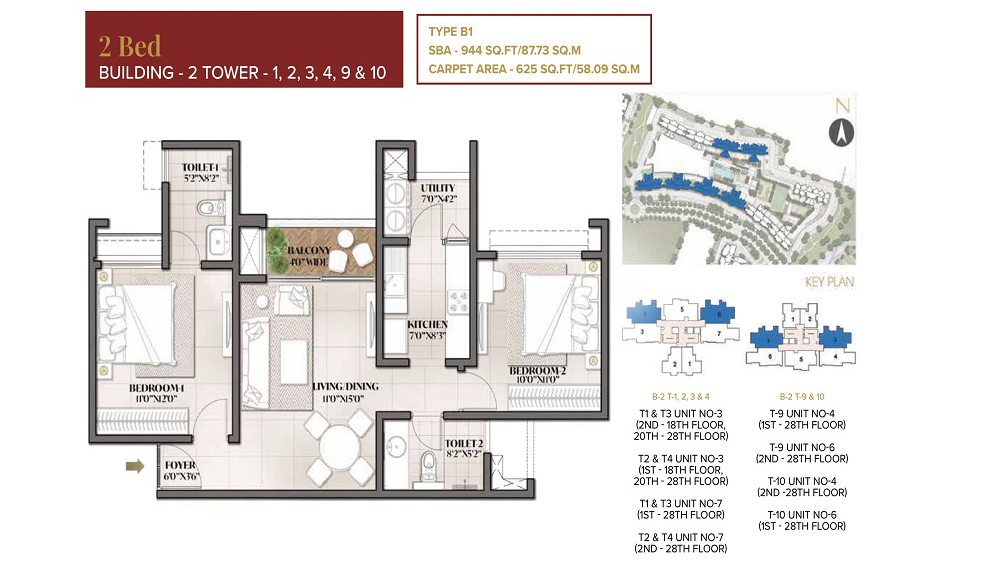 2 Bed
BUILDING - 2 TOWER - 1, 2, 3, 4, 9 & 10
TYPE B1
SBA - 944 SQ.FT/87.73 SQ.M
CARPET AREA - 625 SQ.FT/58.09 SQ.M
N
TOILET-1
5'2"X8'2"
UTILITY
7'0"X4'2"
BALCONY
4'0" WIDE
KITCHEN
7'0"X8'3"
BEDROOM-1
11'0"X12'0"
LIVING/DINING
11'0"X15'0"
BEDROOM-2
10'0"X11'0"
FOYER
6'0"X3'6"
TOILET-2
8'2"X5'2"
KEY PLAN
5
3
7
2 1
1 2
6
5
4
B-2 T-1, 2, 3 & 4
T1 & T3 UNIT NO-3
(2ND - 18TH FLOOR,
20TH - 28TH FLOOR)
T2 & T4 UNIT NO-3
(1ST - 18TH FLOOR,
20TH - 28TH FLOOR)
T1 & T3 UNIT NO-7
(1ST - 28TH FLOOR)
T2 & T4 UNIT NO-7
(2ND - 28TH FLOOR)
B-2 T-9 & 10
T-9 UNIT NO-4
(1ST - 28TH FLOOR)
T-9 UNIT NO-6
(2ND - 28TH FLOOR)
T-10 UNIT NO-4
(2ND -28TH FLOOR)
T-10 UNIT NO-6
(1ST - 28TH FLOOR)